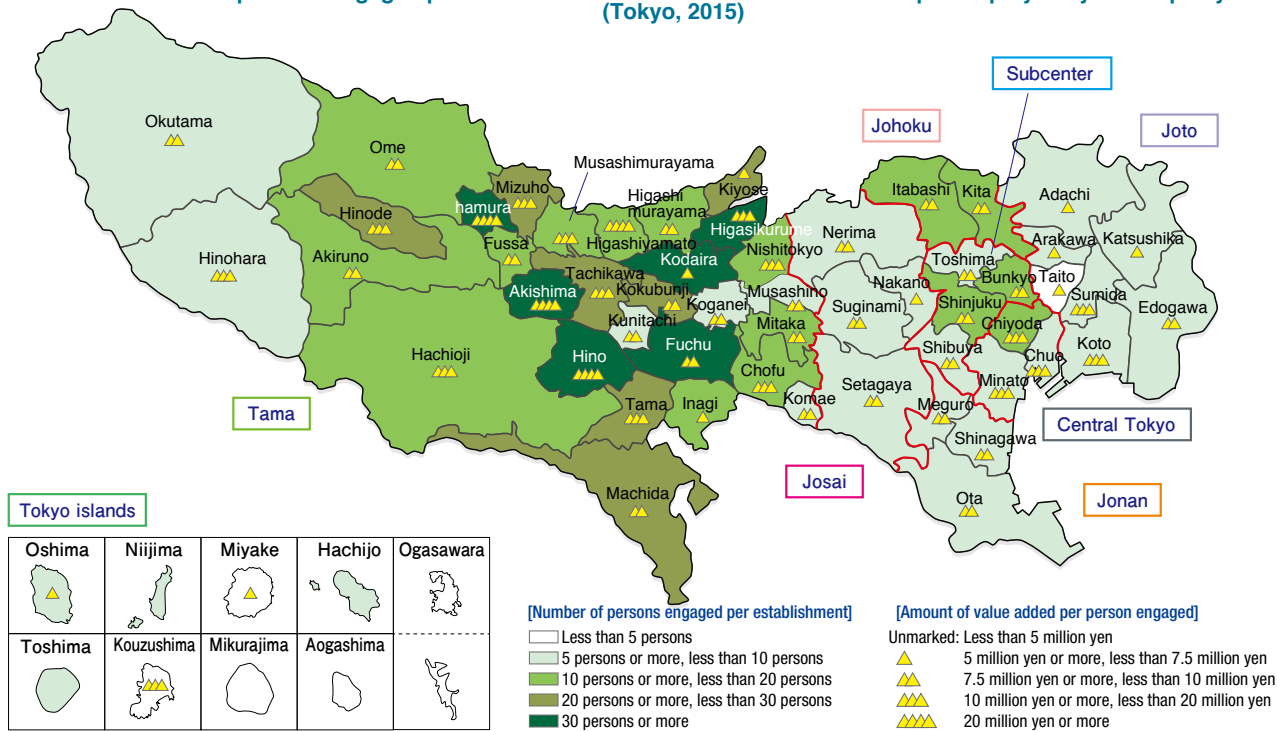 (Tokyo, 2015)
Subcenter
Johoku
Joto
Okutama
Ome
Musashimurayama
Mizuho
Higashi
murayama
Kiyose
Itabashi
Kita
Adachi
hamura
Hinode
Higasikurume
Nerima
Arakawa
Katsushika
Fussa
Higashiyamato
Nishitokyo
Hinohara
Akiruno
Kodaira
Toshima
Bunkyo
Taito
Tachikawa
Kokubunji
Akishima
Koganei
Musashino
Nakano
Shinjuku
Sumida
Suginami
Edogawa
Kunitachi
Mitaka
Chiyoda
Hachioji
Hino
Fuchu
Shibuya
Chuo
Koto
Chofu
Minato
Setagaya
Tama
Tama
Inagi
Komae
Meguro
Central Tokyo
Shinagawa
Josai
Machida
Ota
Jonan
Tokyo islands
Oshima
Niijima
Miyake
Hachijo
Ogasawara
Toshima
Kouzushima
Mikurajima
Aogashima
[Number of persons engaged per establishment]
Less than 5 persons
5 persons or more, less than 10 persons
10 persons or more, less than 20 persons
20 persons or more, less than 30 persons
30 persons or more
[Amount of value added per person engaged]
Unmarked: Less than 5 million yen
5 million yen or more, less than 7.5 million yen
7.5 million yen or more, less than 10 million yen
10 million yen or more, less than 20 million yen
20 million yen or more